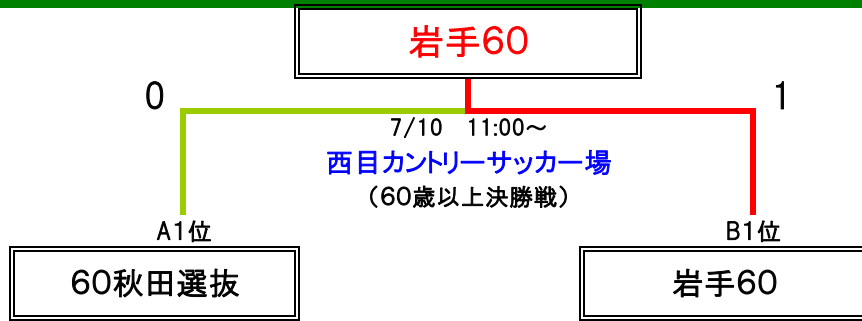 岩手60
0
1
7/10 11:00～
西目カントリーサッカー場
（60歳以上決勝戦）
A1位
B1位
60秋田選抜
岩手60